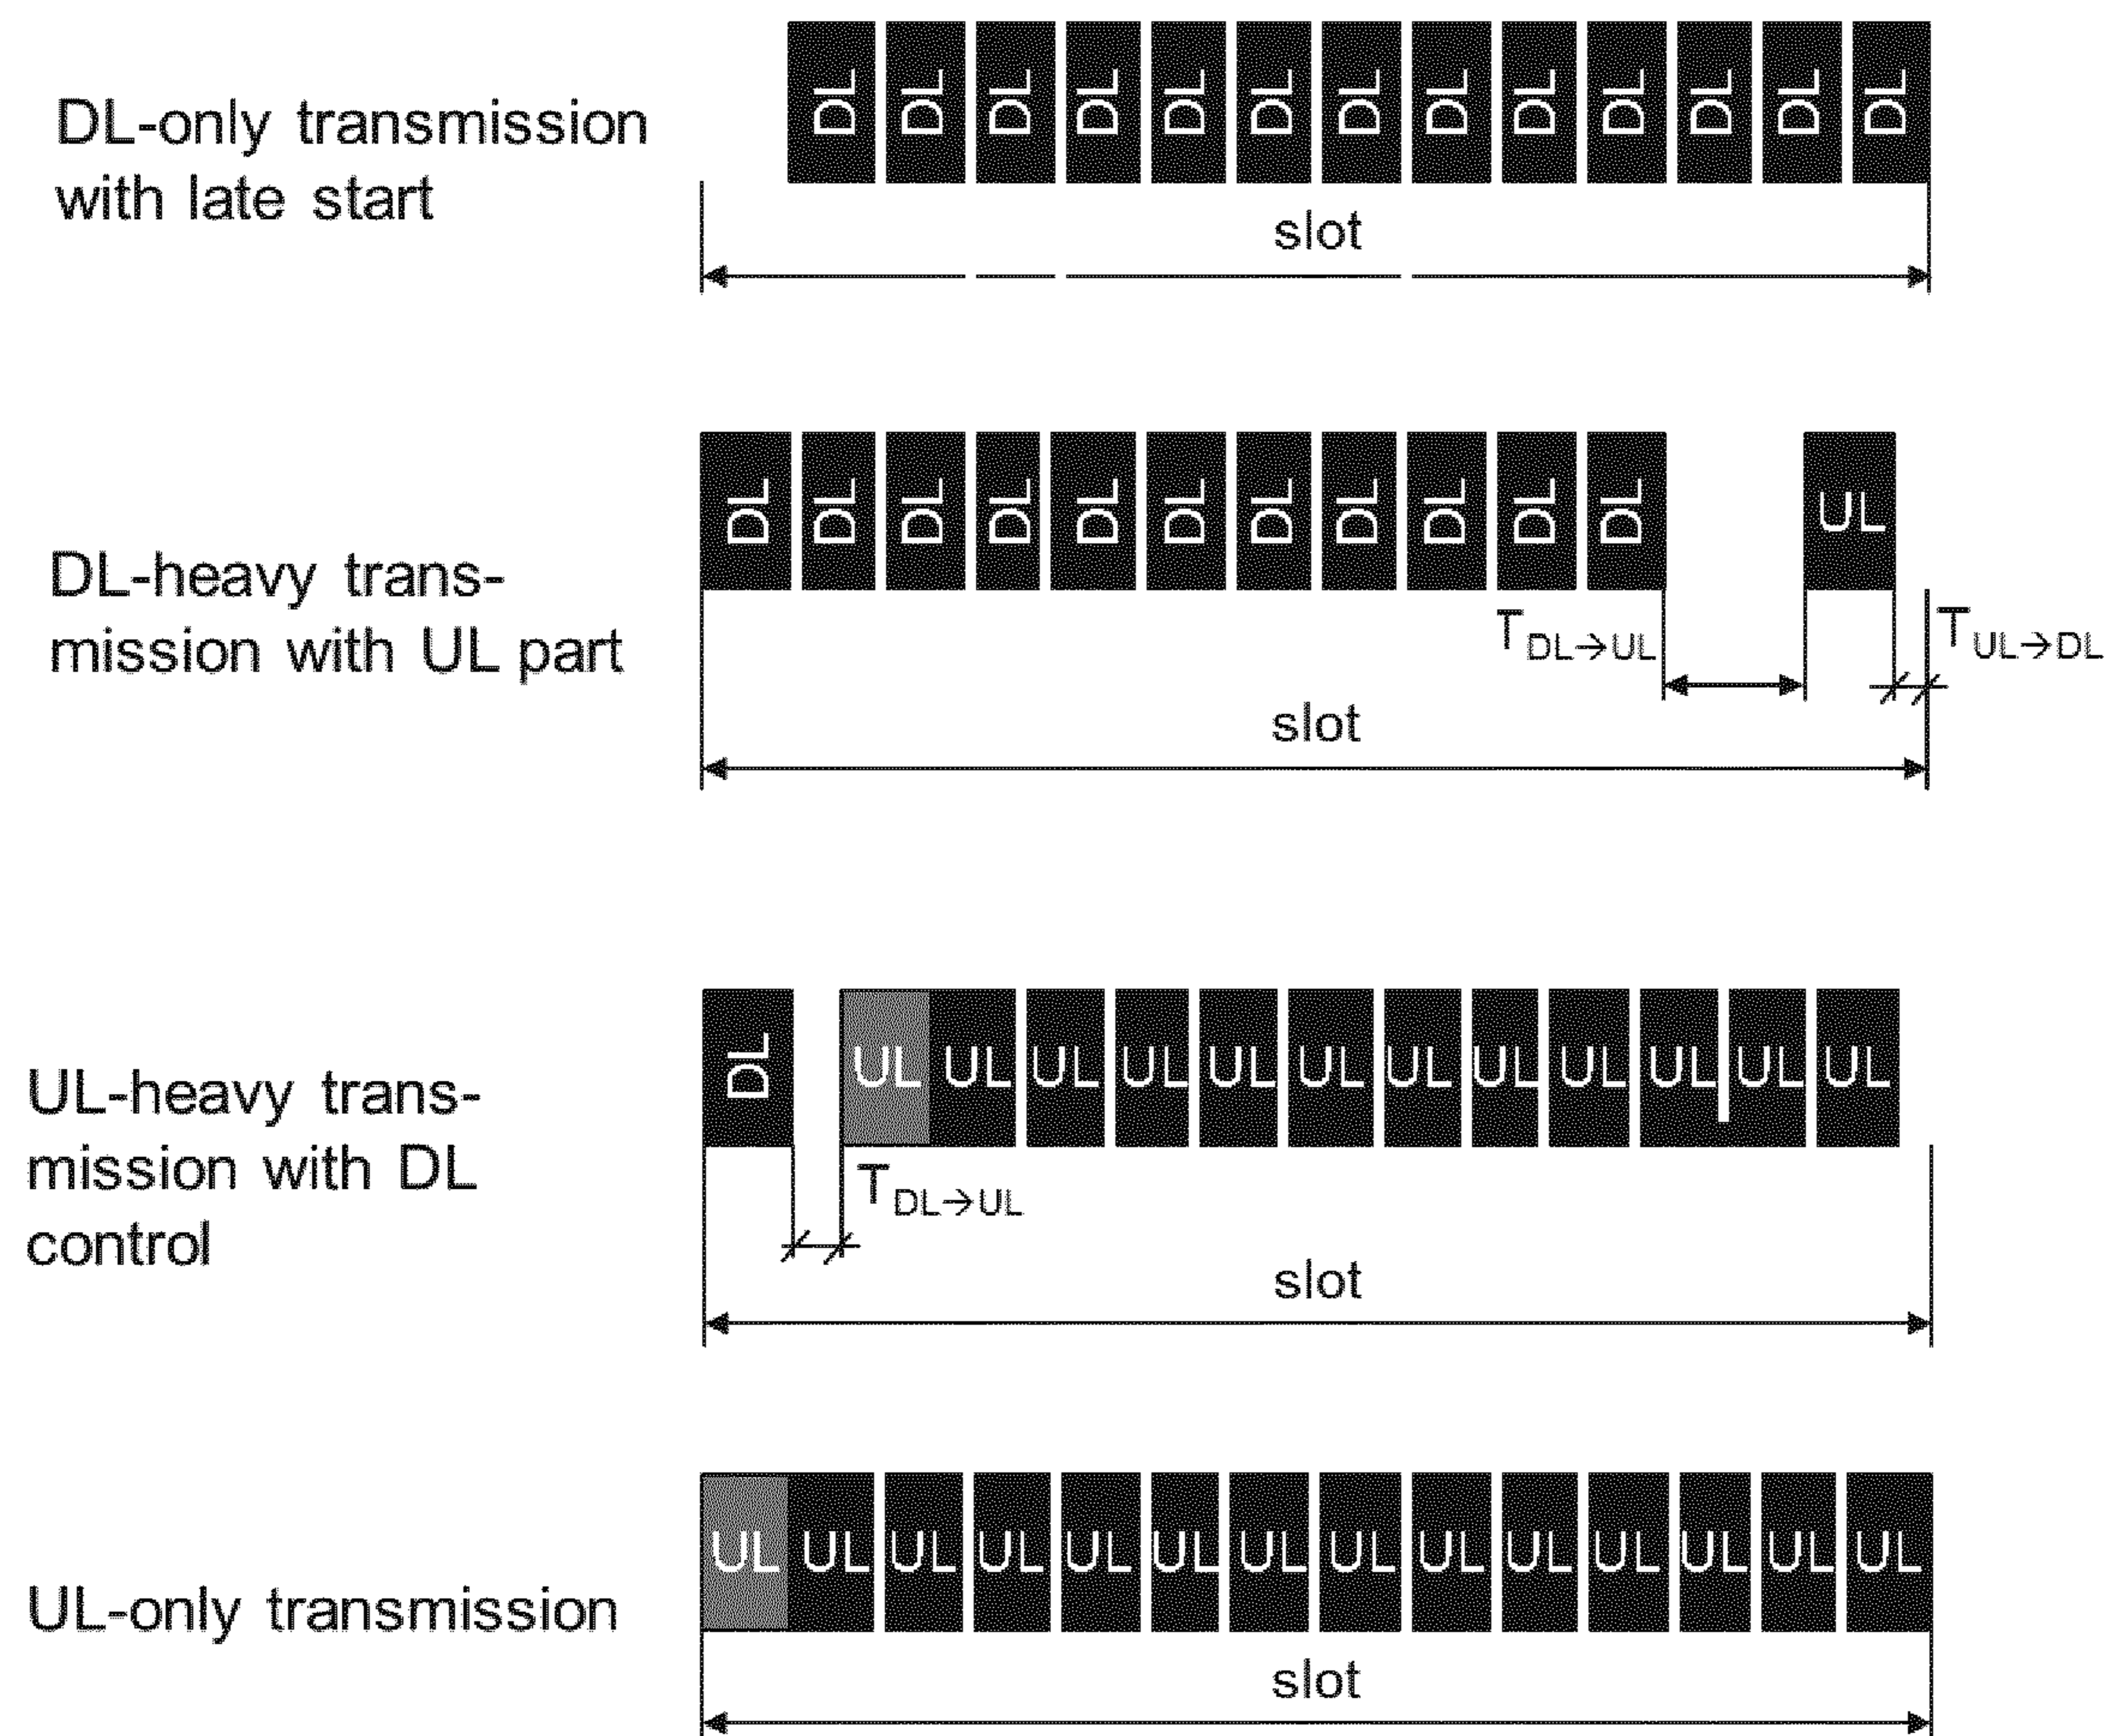 DL DL DL DL DL DL DL DL DL DL DL DL DL
DL-only transmission
with late start
slot
DL DL DL DL DL DL DL DL DL DL DL UL
DL-heavy trans-
mission with UL part
T DL→UL
T UL→DL
slot
DL UL UL UL UL UL UL UL UL UL UL UL UL
UL-heavy trans-
mission with DL
control
T DL→UL
slot
UL UL UL UL UL UL UL UL UL UL UL UL UL UL
UL-only transmission
slot